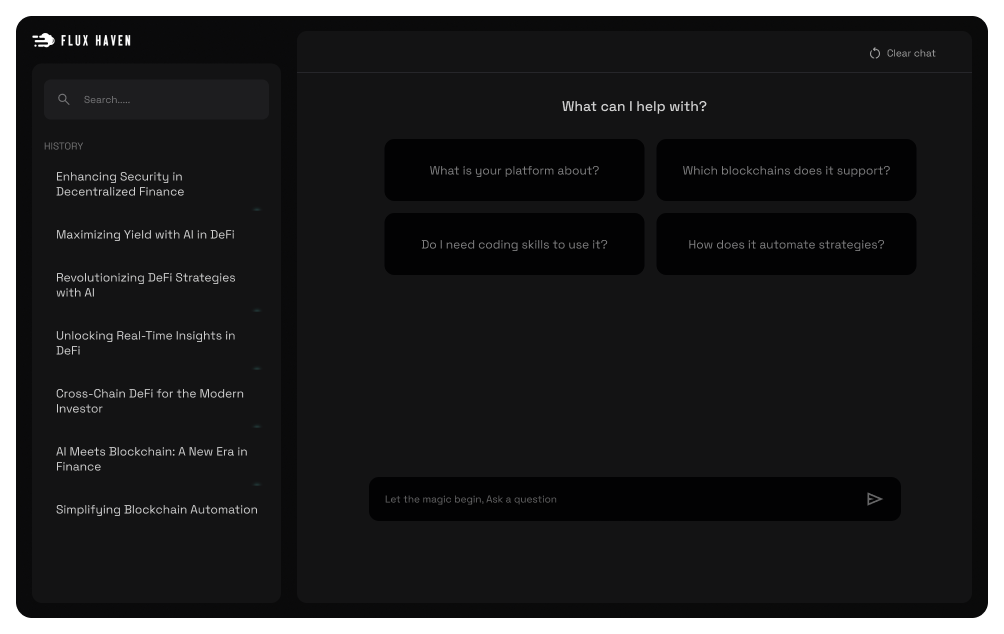 FLUX HAVEN
Search.....
HISTORY
Enhancing Security in
Decentralized Finance
Maximizing Yield with AI in DeFi
Revolutionizing DeFi Strategies
with AI
Unlocking Real-Time Insights in
DeFi
Cross-Chain DeFi for the Modern
Investor
AI Meets Blockchain: A New Era in
Finance
Simplifying Blockchain Automation
Clear chat
What can I help with?
What is your platform about?
Which blockchains does it support?
Do I need coding skills to use it?
How does it automate strategies?
Let the magic begin, Ask a question